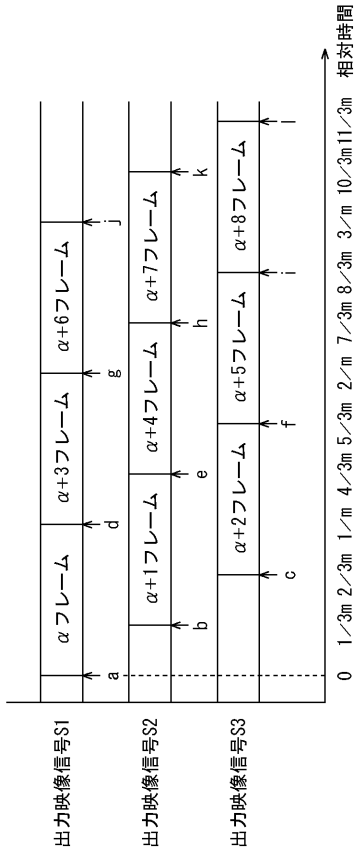 出力映像信号S1
αフレーム
α+3フレーム
α+6フレーム
a
d
g
j
出力映像信号S2
α+1フレーム
α+4フレーム
α+7フレーム
b
e
h
k
出力映像信号S3
α+2フレーム
α+5フレーム
α+8フレーム
c
f
i
l
0 1/3m 2/3m 1/m 4/3m 5/3m 2/m 7/3m 8/3m 3/m 10/3m 11/3m 相対時間